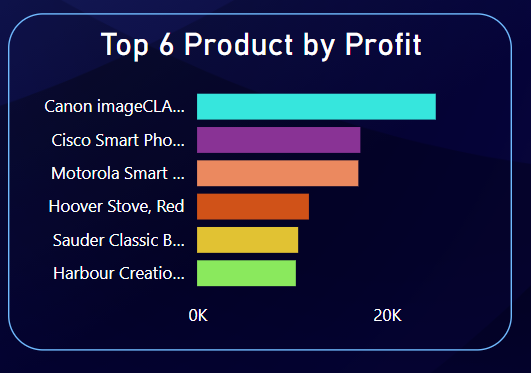 Top 6 Product by Profit
Canon imageCLA...
Cisco Smart Pho...
Motorola Smart ...
Hoover Stove, Red
Sauder Classic B...
Harbour Creatio...
0K 20K